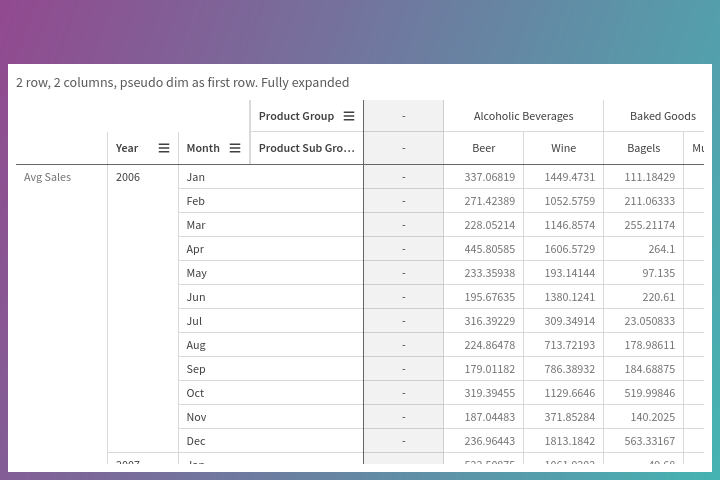 2 row, 2 columns, pseudo dim as first row. Fully expanded
Product Group - Alcoholic Beverages Baked Goods
Year Month Product Sub Gro... - Beer Wine Bagels
Avg Sales 2006 Jan - 337.06819 1449.4731 111.18429
Feb - 271.42389 1052.5759 211.06333
Mar - 228.05214 1146.8574 255.21174
Apr - 445.80585 1606.5729 264.1
May - 233.35938 193.14144 97.135
Jun - 195.67635 1380.1241 220.61
Jul - 316.39229 309.34914 23.050833
Aug - 224.86478 713.72193 178.98611
Sep - 179.01182 786.38932 184.68875
Oct - 319.39455 1129.6646 519.99846
Nov - 187.04483 371.85284 140.2025
Dec - 236.96443 1813.1842 563.33167
2007 Jan